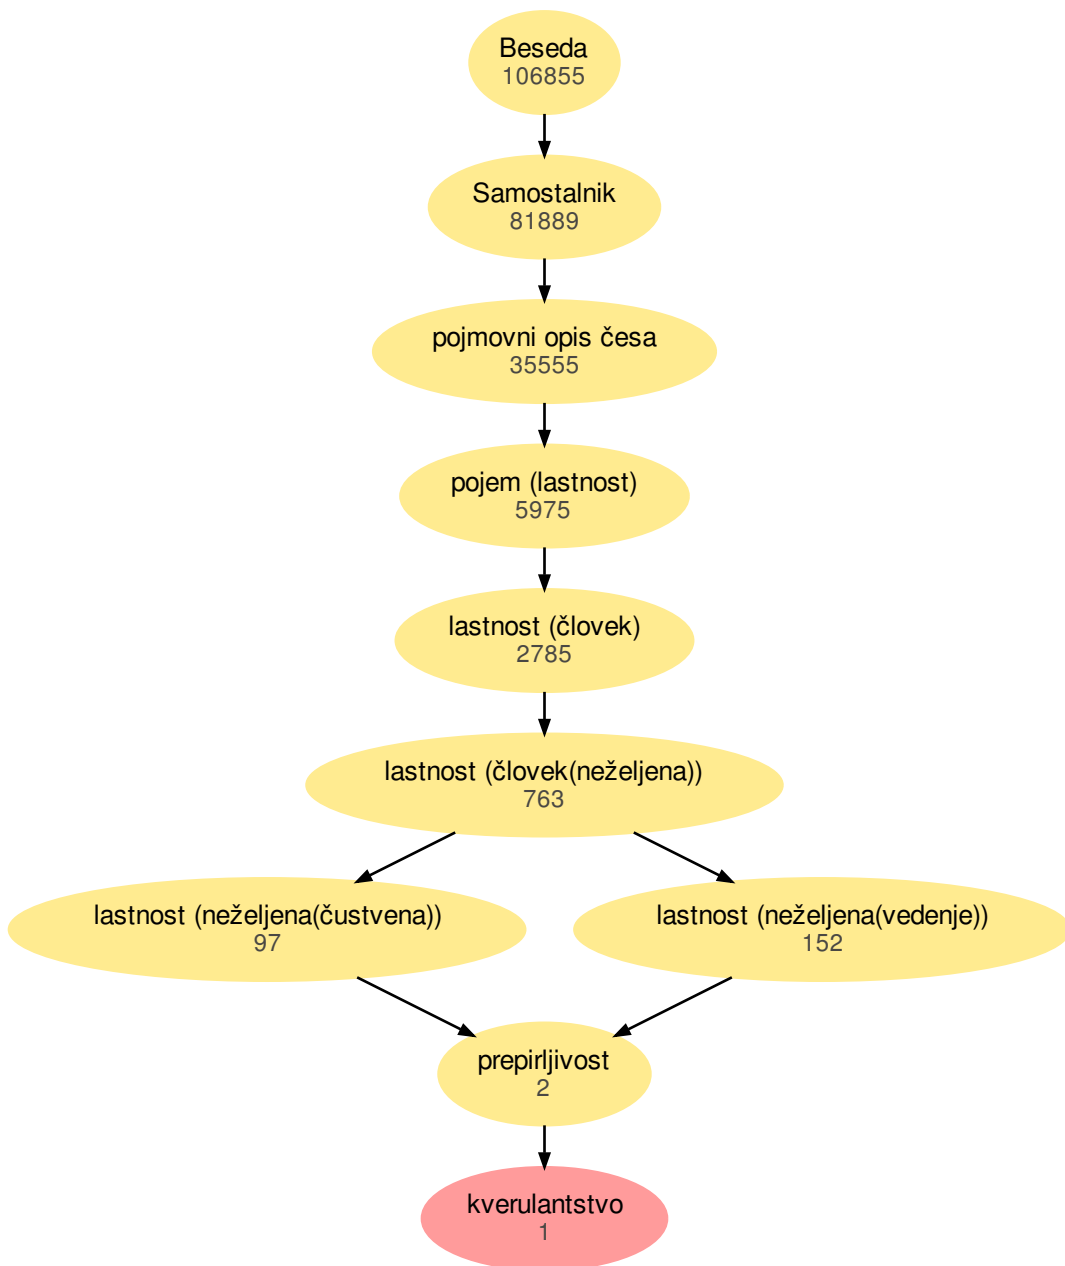 Beseda
106855
Samostalnik
81889
pojmovni opis česa
35555
pojem (lastnost)
5975
lastnost (človek)
2785
lastnost (človek(neželjena))
763
lastnost (neželjena(čustvena))
97
lastnost (neželjena(vedenje))
152
prepirljivost
2
kverulantstvo
1